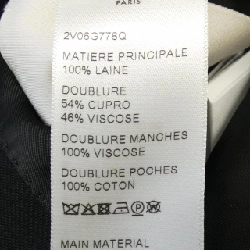 PARIS
2V06G778Q
MATIERE PRINCIPALE
100% LAINE
DOUBLURE
54% CUPRO
46% VISCOSE
DOUBLURE MANCHES
100% VISCOSE
DOUBLURE POCHES
100% COTON
MAIN MATERIAL